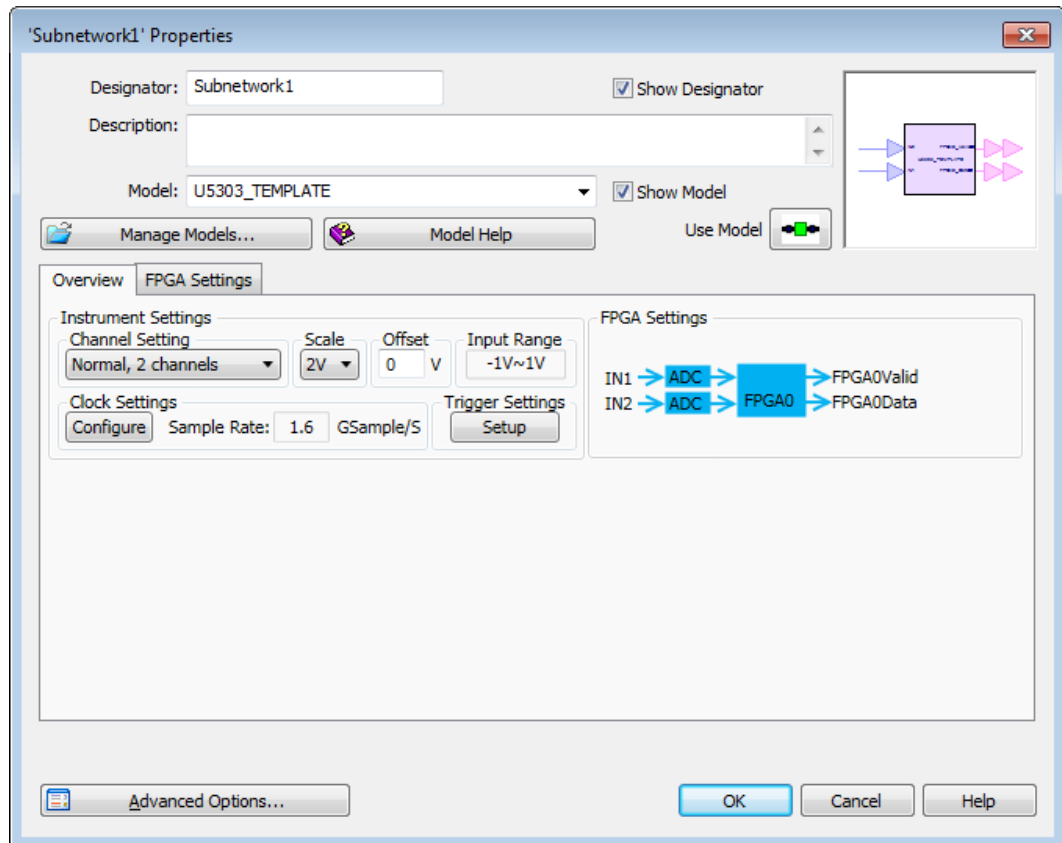 'Subnetwork1' Properties
Designator: Subnetwork1 Show Designator
Description:
Model: U5303_TEMPLATE Show Model
Manage Models... Model Help Use Model
Overview FPGA Settings
Instrument Settings FPGA Settings
Channel Setting Scale Offset Input Range
Normal, 2 channels 2V 0 V -1V~1V
IN1 ADC FPGA0Valid
IN2 ADC FPGA0 FPGA0Data
Clock Settings Trigger Settings
Configure Sample Rate: 1.6 GSample/S Setup
Advanced Options... OK Cancel Help